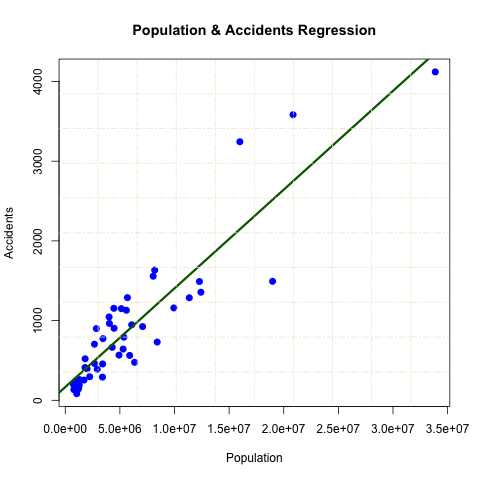 Population & Accidents Regression
Accidents
4000
3000
2000
1000
0
0.0e+00 5.0e+06 1.0e+07 1.5e+07 2.0e+07 2.5e+07 3.0e+07 3.5e+07
Population